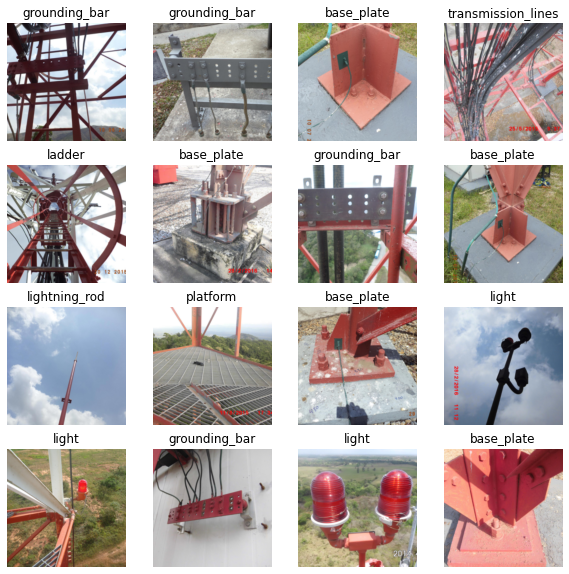 grounding_bar grounding_bar base_plate transmission_lines
ladder base_plate grounding_bar base_plate
lightning_rod platform base_plate light
light grounding_bar light base_plate